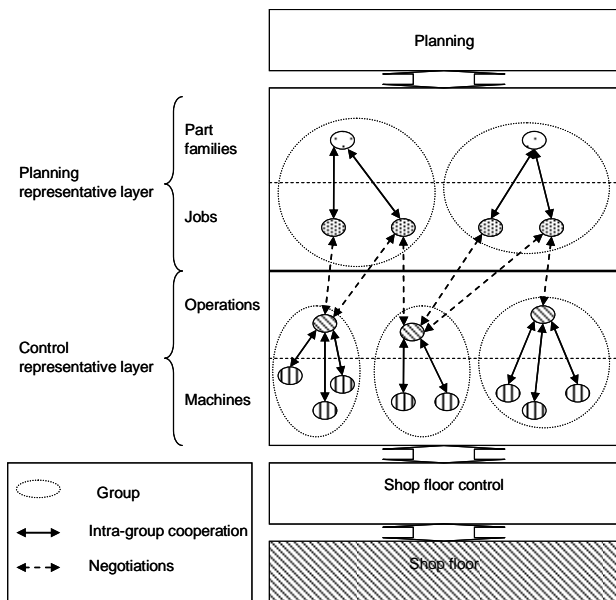 Planning
Part
families
Planning
representative layer
Jobs
Operations
Control
representative layer
Machines
Group
Intra-group cooperation
Negotiations
Shop floor control
Shop floor